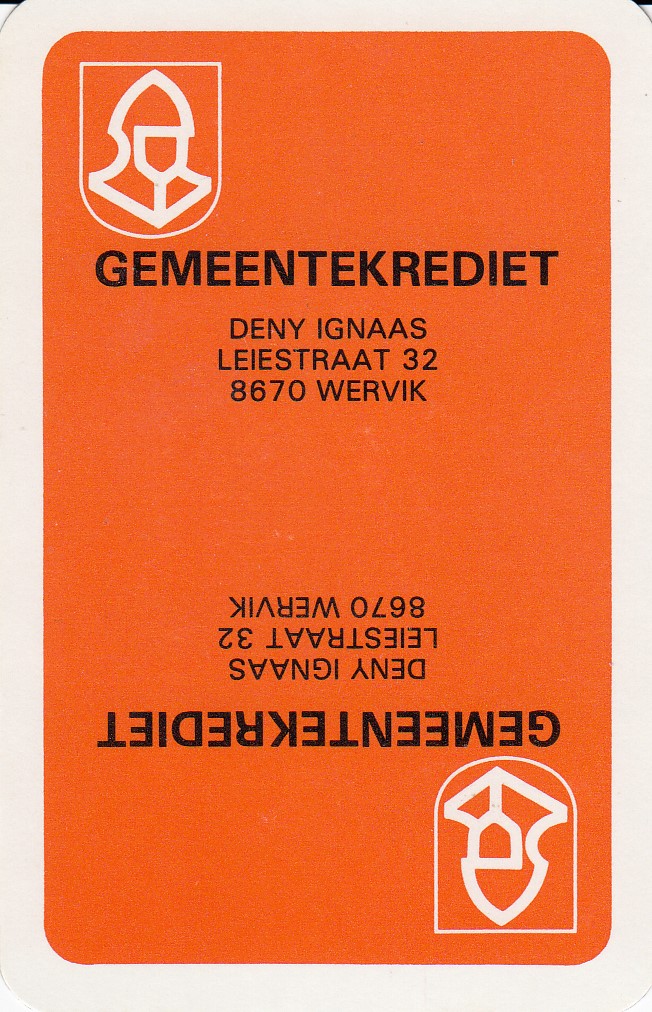 GEMEENTEKREDIET
DENY IGNAAS
LEIESTRAAT 32
8670 WERVIK
8670 WERVIK
LEIESTRAAT 32
DENY IGNAAS
GEMEENTEKREDIET